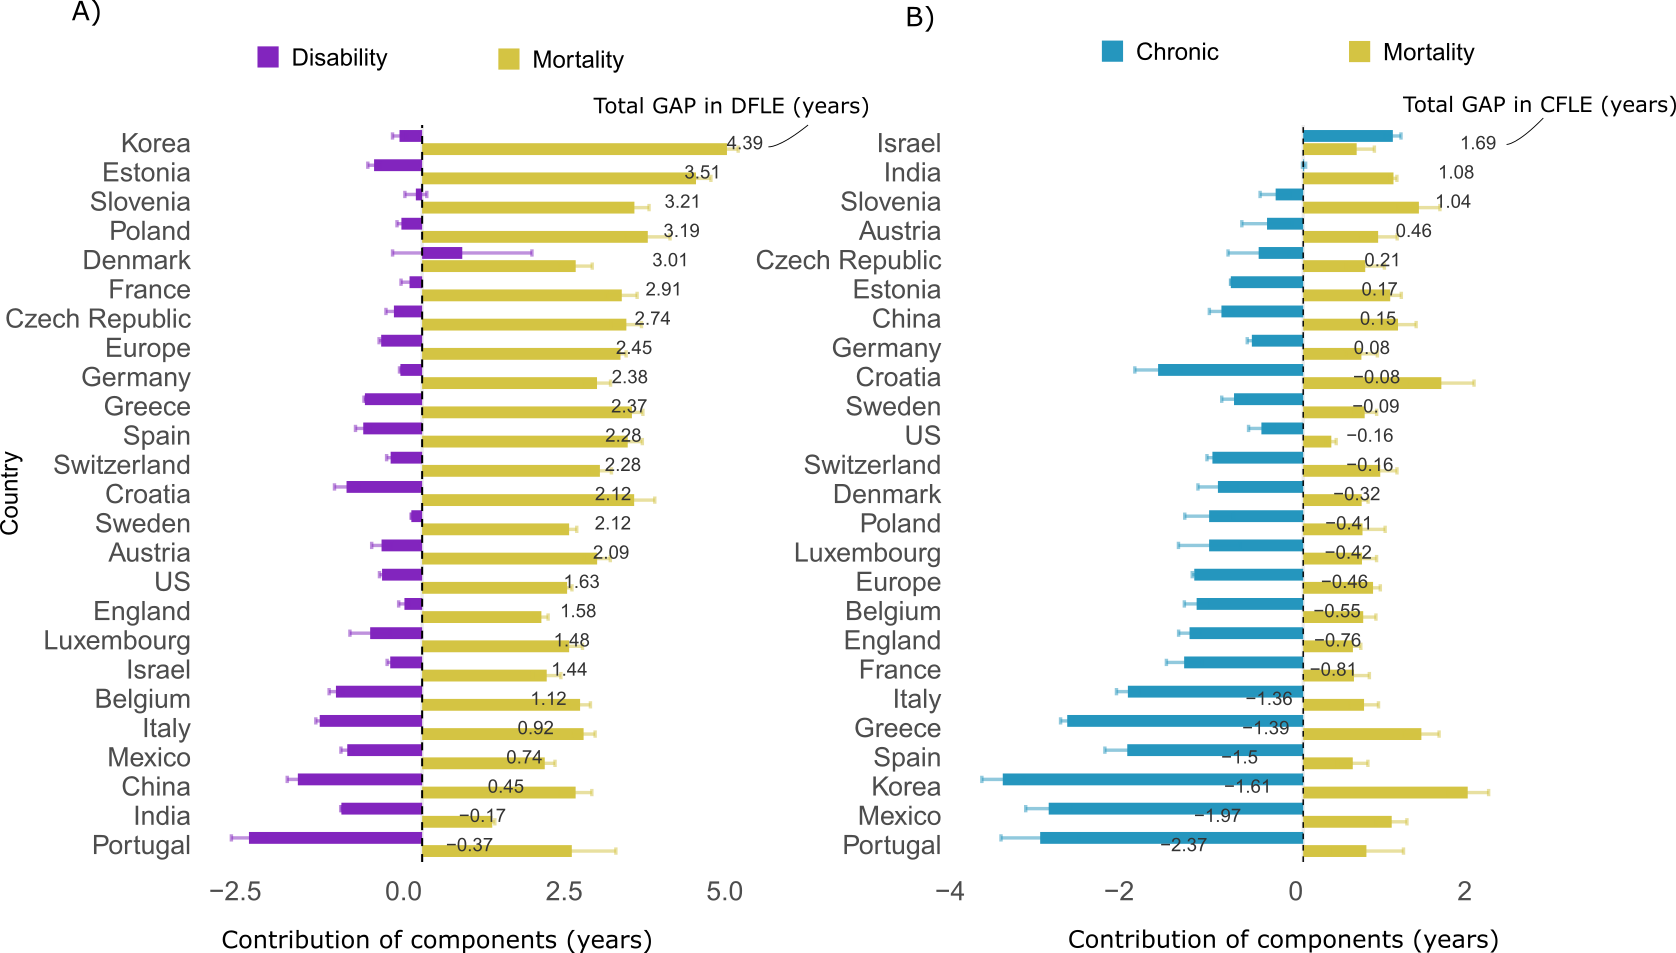 A)
Disability
Mortality
Total GAP in DFLE (years)
Country
Korea 4.39
Estonia 3.51
Slovenia 3.21
Poland 3.19
Denmark 3.01
France 2.91
Czech Republic 2.74
Europe 2.45
Germany 2.38
Greece 2.37
Spain 2.28
Switzerland 2.28
Croatia 2.12
Sweden 2.12
Austria 2.09
US 1.63
England 1.58
Luxembourg 1.48
Israel 1.44
Belgium 1.12
Italy 0.92
Mexico 0.74
China 0.45
India −0.17
Portugal −0.37
−2.5 0.0 2.5 5.0
Contribution of components (years)
B)
Chronic
Mortality
Total GAP in CFLE (years)
Israel 1.69
India 1.08
Slovenia 1.04
Austria 0.46
Czech Republic 0.21
Estonia 0.17
China 0.15
Germany 0.08
Croatia −0.08
Sweden −0.09
US −0.16
Switzerland −0.16
Denmark −0.32
Poland −0.41
Luxembourg −0.42
Europe −0.46
Belgium −0.55
England −0.76
France −0.81
Italy −1.36
Greece −1.39
Spain −1.5
Korea −1.61
Mexico −1.97
Portugal −2.37
−4 −2 0 2
Contribution of components (years)